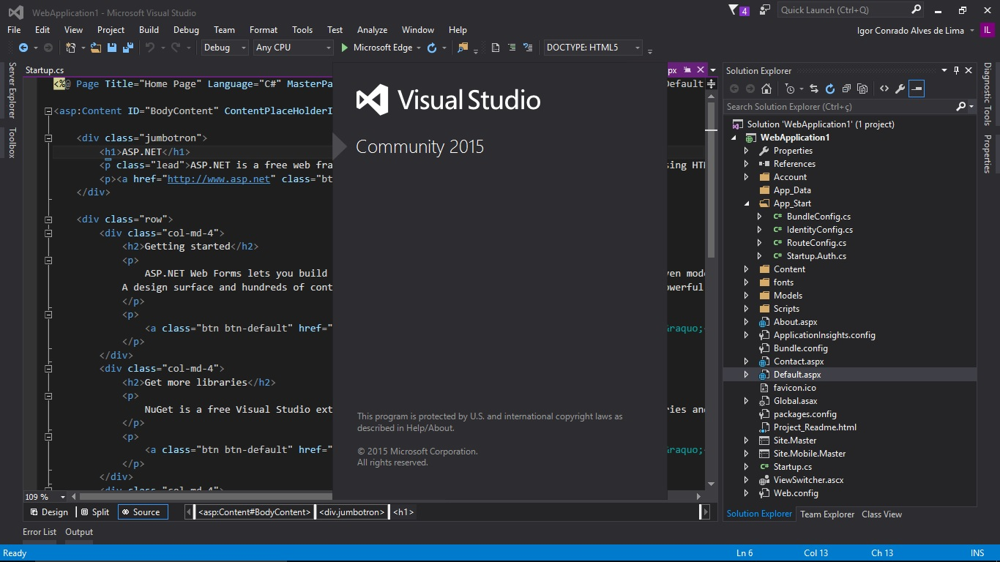 WebApplication1 - Microsoft Visual Studio
4
Quick Launch (Ctrl+Q)
File Edit View Project Build Debug Team Format Tools Test Analyze Window Help
Igor Conrado Alves de Lima IL
Debug Any CPU Microsoft Edge DOCTYPE: HTML5
Server Explorer
Toolbox
Startup.cs
px
<%@ Page Title="Home Page" Language="C#" MasterPa
Default
<asp:Content ID="BodyContent" ContentPlaceHolderI
<div class="jumbotron">
<h1>ASP.NET</h1>
<p class="lead">ASP.NET is a free web fra
sing HTM
<p><a href="http://www.asp.net" class="bt
</div>
<div class="row">
<div class="col-md-4">
<h2>Getting started</h2>
<p>
ASP.NET Web Forms lets you build
ven mode
A design surface and hundreds of cont
owerful
</p>
<p>
<a class="btn btn-default" href="
&raquo;<
</p>
</div>
<div class="col-md-4">
<h2>Get more libraries</h2>
<p>
NuGet is a free Visual Studio ext
ries and
</p>
<p>
<a class="btn btn-default" href="
&raquo;<
</p>
</div>
<div class="col-md-4">
Visual Studio
Community 2015
This program is protected by U.S. and international copyright laws as
described in Help/About.
© 2015 Microsoft Corporation.
All rights reserved.
109 %
Design Split Source <asp:Content#BodyContent> <div.jumbotron> <h1>
Error List Output
Solution Explorer
Search Solution Explorer (Ctrl+ç)
Solution 'WebApplication1' (1 project)
WebApplication1
Properties
References
Account
App_Data
App_Start
C# BundleConfig.cs
C# IdentityConfig.cs
C# RouteConfig.cs
C# Startup.Auth.cs
Content
fonts
Models
Scripts
About.aspx
ApplicationInsights.config
Bundle.config
Contact.aspx
Default.aspx
favicon.ico
Global.asax
packages.config
Project_Readme.html
Site.Master
Site.Mobile.Master
C# Startup.cs
ViewSwitcher.ascx
Web.config
Solution Explorer Team Explorer Class View
Diagnostic Tools
Properties
Ready Ln 6 Col 13 Ch 13 INS